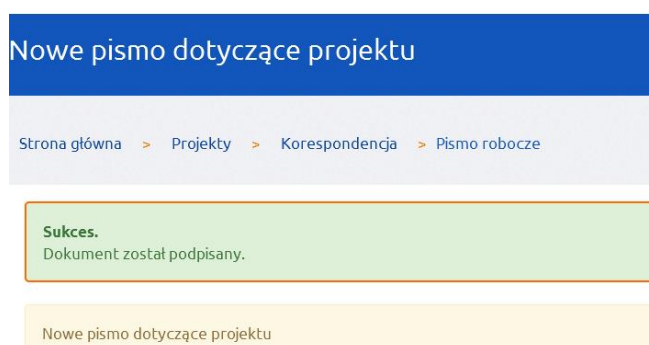 Nowe pismo dotyczące projektu
Strona główna > Projekty > Korespondencja > Pismo robocze
Sukces.
Dokument został podpisany.
Nowe pismo dotyczące projektu